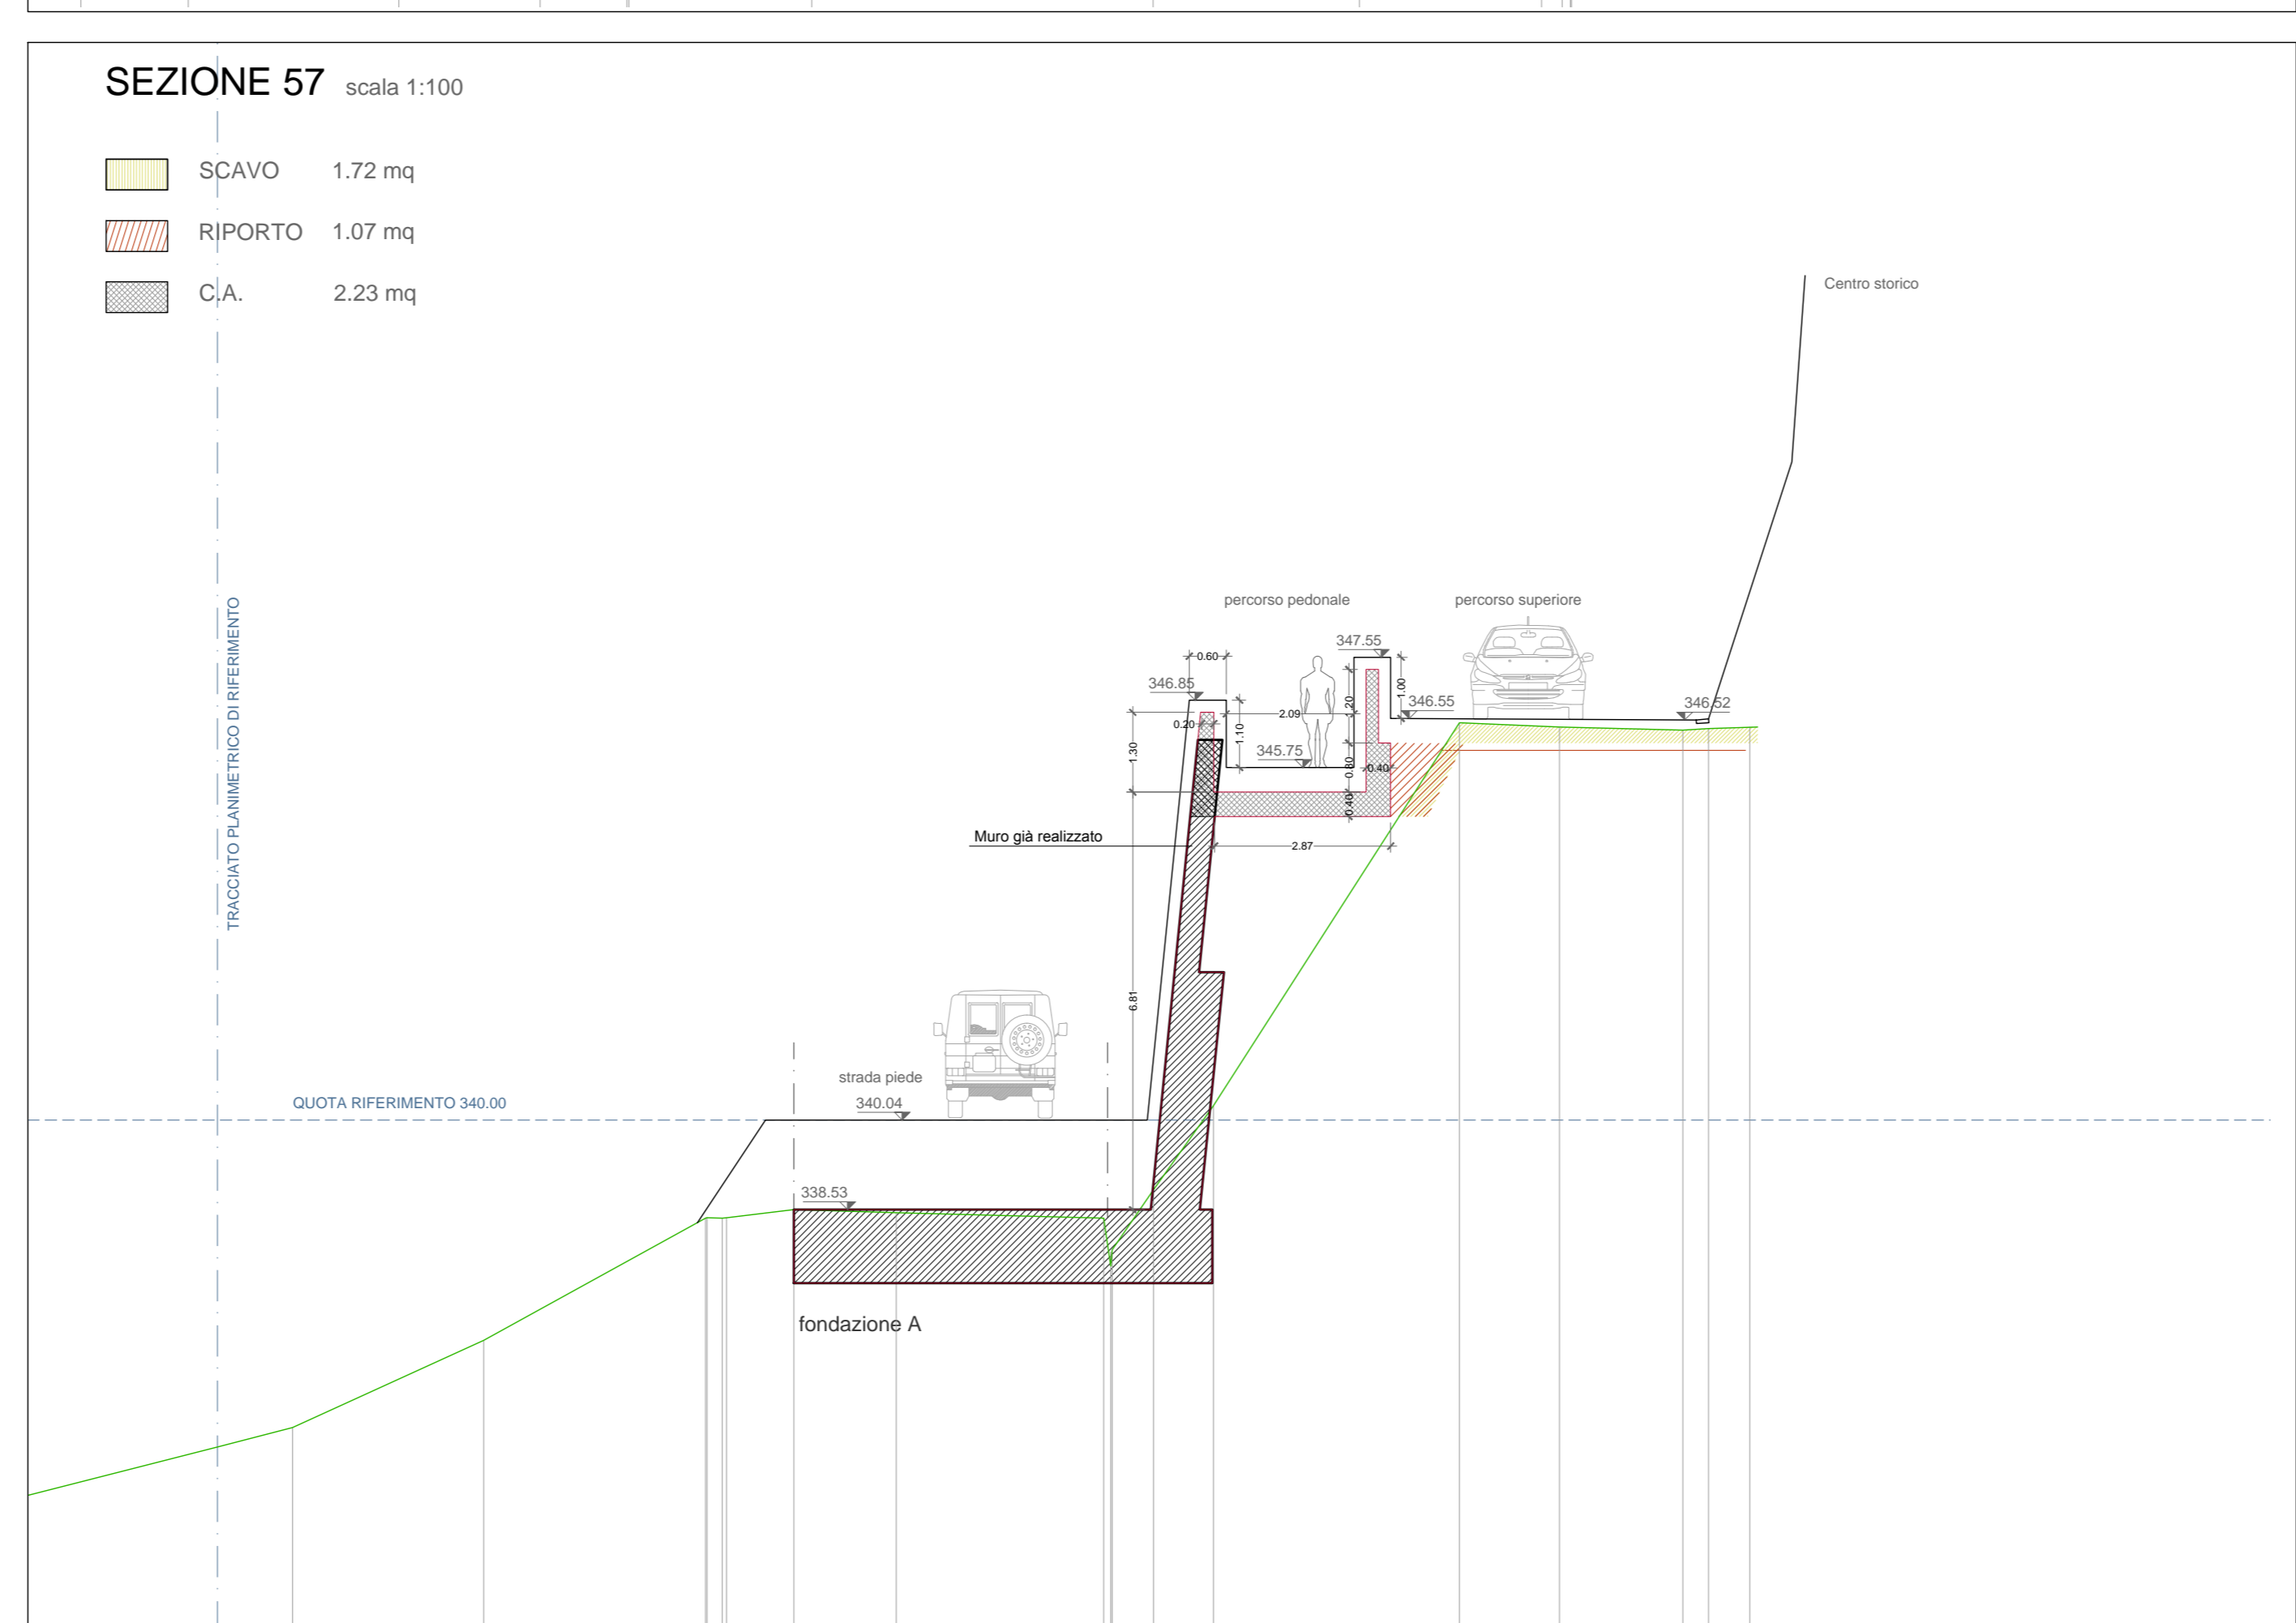 SEZIONE 57 scala 1:100
SCAVO 1.72 mq
RIPORTO 1.07 mq
C.A. 2.23 mq
Centro storico
TRACCIATO PLANIMETRICO DI RIFERIMENTO
percorso pedonale percorso superiore
347.55
0.60
346.85
1.00
1.20
346.55
346.52
2.09
0.20
1.10
1.30
345.75
0.80
0.40
0.40
Muro già realizzato
2.87
6.81
strada piede
340.04
QUOTA RIFERIMENTO 340.00
338.53
fondazione A